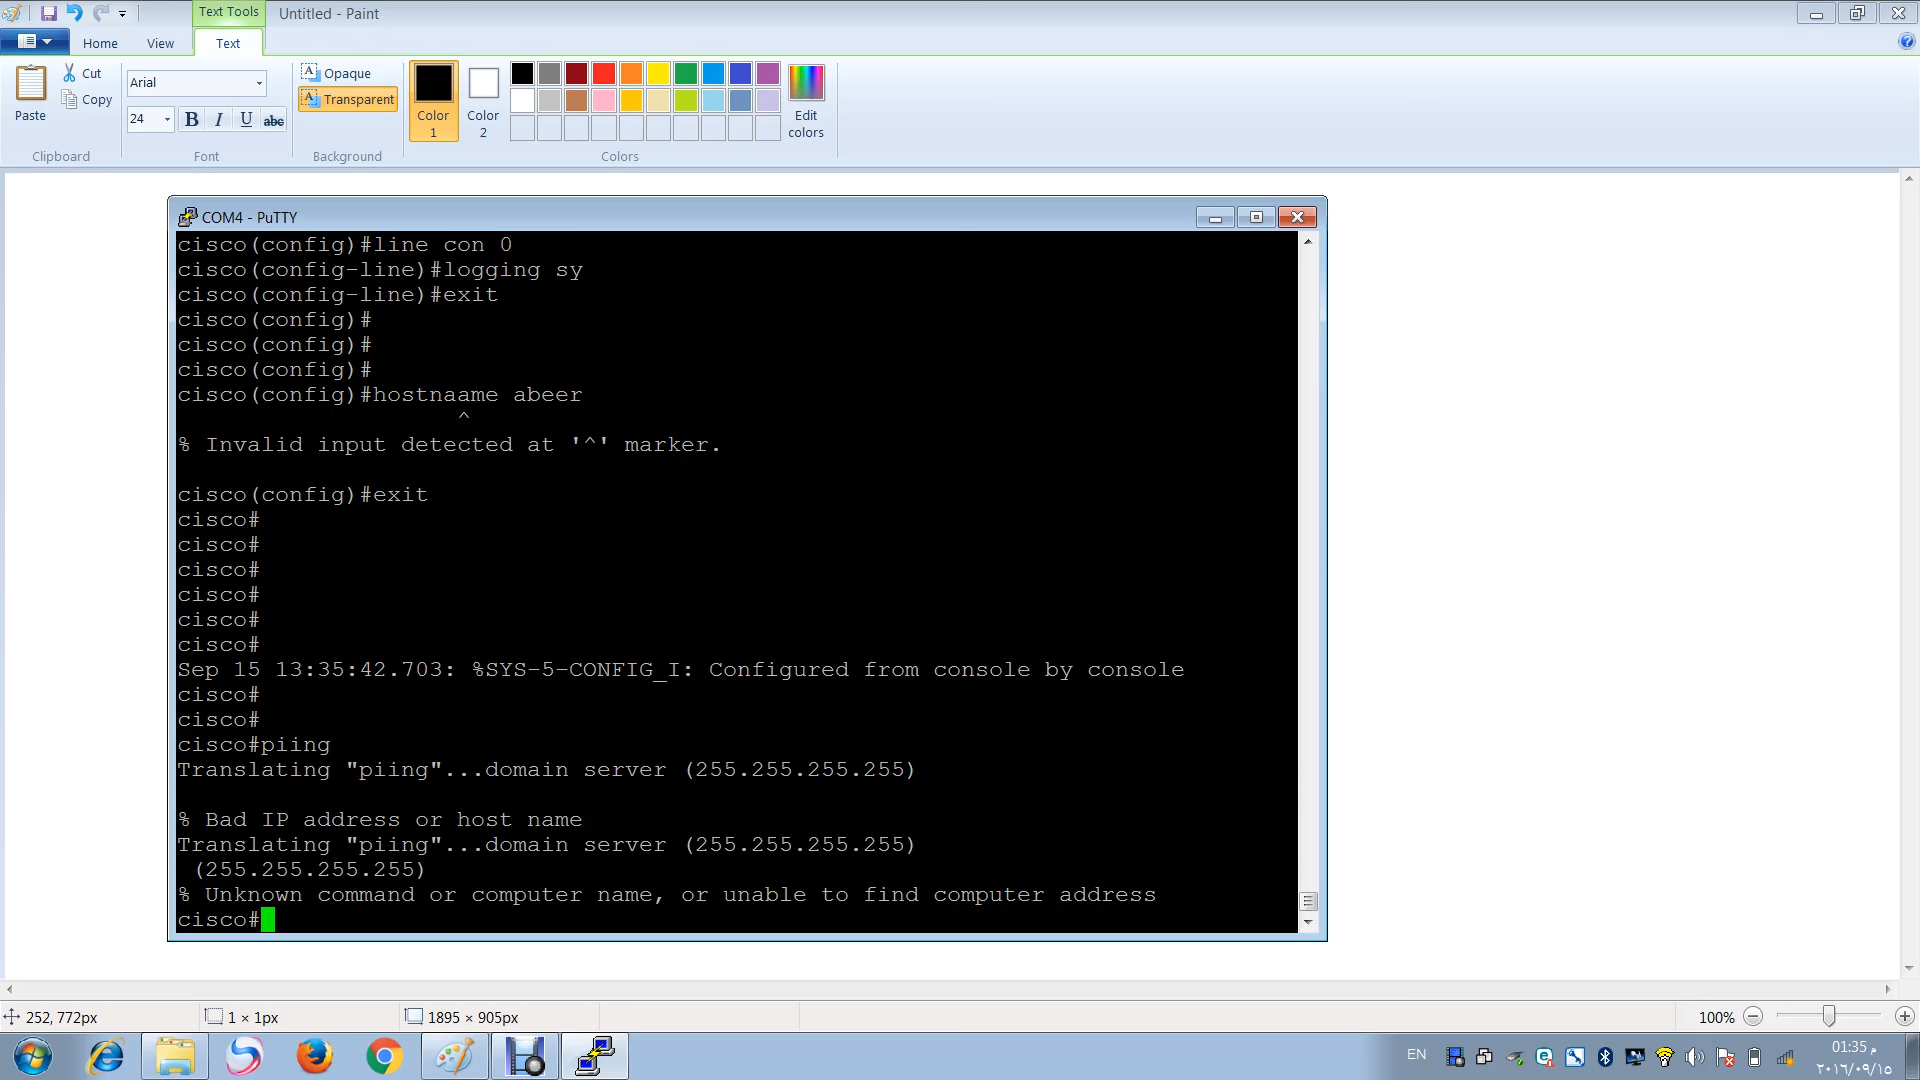 Text Tools
Untitled - Paint
Home
View
Text
Paste
Cut
Copy
Clipboard
Arial
24
B I U abc
Font
Opaque
Transparent
Background
Color
1
Color
2
Edit
colors
Colors
COM4 - PuTTY
cisco(config)#line con 0
cisco(config-line)#logging sy
cisco(config-line)#exit
cisco(config)#
cisco(config)#
cisco(config)#
cisco(config)#hostnaame abeer
^
% Invalid input detected at '^' marker.
cisco(config)#exit
cisco#
cisco#
cisco#
cisco#
cisco#
cisco#
Sep 15 13:35:42.703: %SYS-5-CONFIG_I: Configured from console by console
cisco#
cisco#
cisco#piing
Translating "piing"...domain server (255.255.255.255)
% Bad IP address or host name
Translating "piing"...domain server (255.255.255.255)
(255.255.255.255)
% Unknown command or computer name, or unable to find computer address
cisco#
252, 772px
1 × 1px
1895 × 905px
100%
EN
01:35 م
٢٠١٦/٠٩/١٥